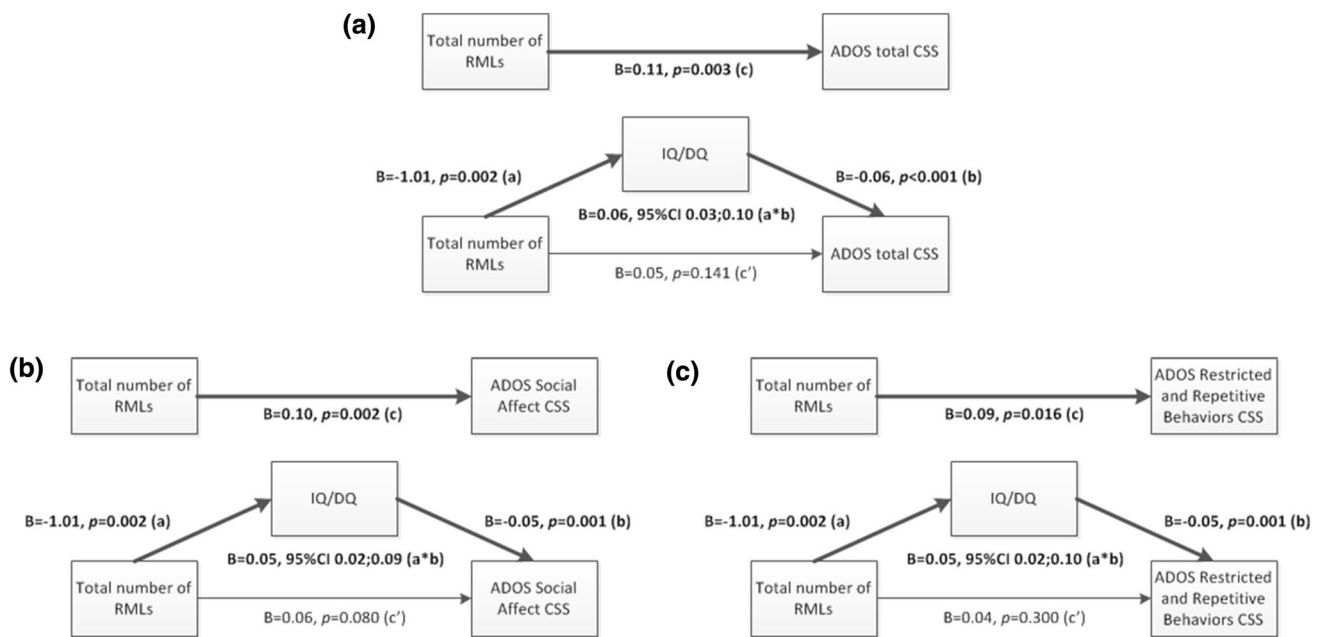 (a)
Total number of
RMLs
ADOS total CSS
B=0.11, p=0.003 (c)
IQ/DQ
B=-1.01, p=0.002 (a)
B=-0.06, p<0.001 (b)
B=0.06, 95%CI 0.03;0.10 (a*b)
Total number of
RMLs
ADOS total CSS
B=0.05, p=0.141 (c')
(b)
Total number of
RMLs
ADOS Social
Affect CSS
B=0.10, p=0.002 (c)
IQ/DQ
B=-1.01, p=0.002 (a)
B=-0.05, p=0.001 (b)
B=0.05, 95%CI 0.02;0.09 (a*b)
Total number of
RMLs
ADOS Social
Affect CSS
B=0.06, p=0.080 (c')
(c)
Total number of
RMLs
ADOS Restricted
and Repetitive
Behaviors CSS
B=0.09, p=0.016 (c)
IQ/DQ
B=-1.01, p=0.002 (a)
B=-0.05, p=0.001 (b)
B=0.05, 95%CI 0.02;0.10 (a*b)
Total number of
RMLs
ADOS Restricted
and Repetitive
Behaviors CSS
B=0.04, p=0.300 (c')